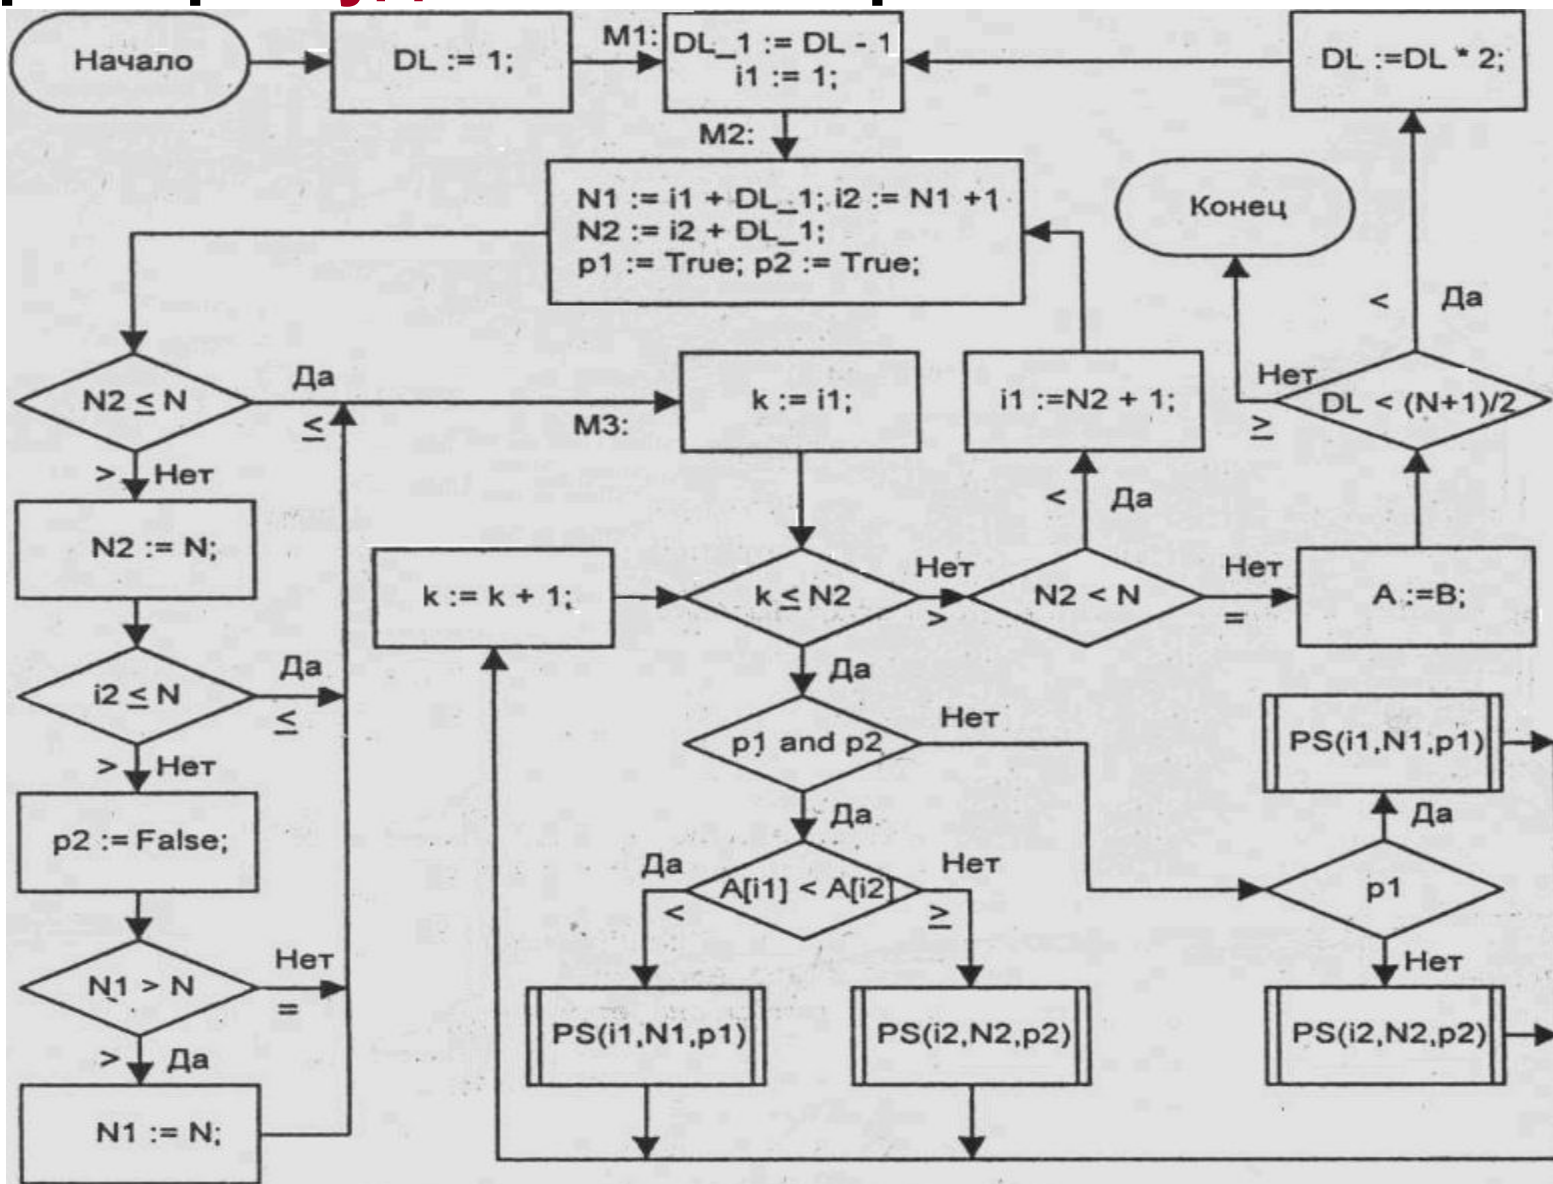 Начало
DL := 1;
M1:
DL_1 := DL - 1
i1 := 1;
DL :=DL * 2;
M2:
N1 := i1 + DL_1; i2 := N1 +1
N2 := i2 + DL_1;
p1 := True; p2 := True;
Конец
< Да
N2 ≤ N
Да
≤
M3:
k := i1;
i1 :=N2 + 1;
Нет
≥
DL < (N+1)/2
> Нет
< Да
N2 := N;
k := k + 1;
k ≤ N2
Нет
>
N2 < N
Нет
=
A :=B;
i2 ≤ N
Да
≤
Да
p1 and p2
Нет
PS(i1,N1,p1)
> Нет
Да
Да
p2 := False;
Да
<
A[i1] < A[i2]
Нет
≥
p1
N1 > N
Нет
=
Нет
PS(i1,N1,p1)
PS(i2,N2,p2)
PS(i2,N2,p2)
> Да
N1 := N;